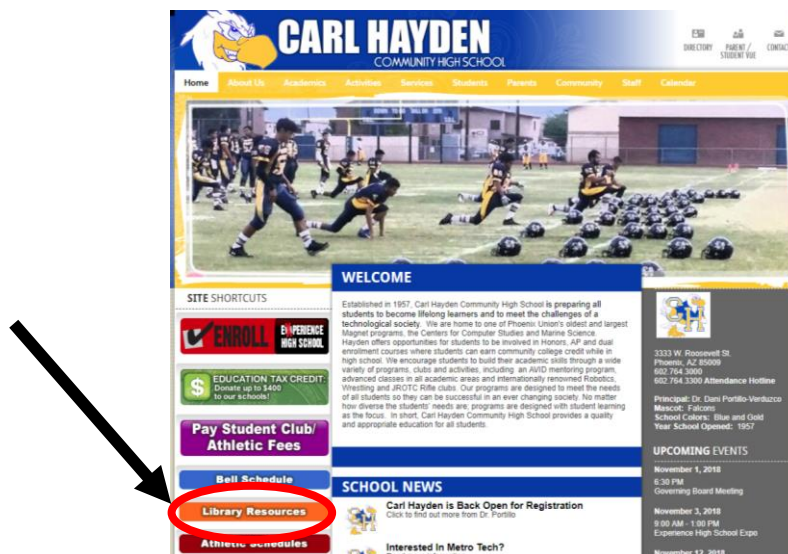 CARL HAYDEN
COMMUNITY HIGH SCHOOL
DIRECTORY
PARENT /
STUDENT VUE
CONTACT
Home About Us Academics Activities Services Students Parents Community Staff Calendar
SITE SHORTCUTS
ENROLL EXPERIENCE
HIGH SCHOOL
EDUCATION TAX CREDIT:
Donate up to $400
to our schools!
Pay Student Club/
Athletic Fees
Bell Schedule
Library Resources
Athletic Schedules
WELCOME
Established in 1957, Carl Hayden Community High School is preparing all
students to become lifelong learners and to meet the challenges of a
technological society. We are home to one of Phoenix Union's oldest and largest
Magnet programs, the Centers for Computer Studies and Marine Science.
Hayden offers opportunities for students to be involved in Honors, AP and dual
enrollment courses where students can earn community college credit while in
high school. We encourage students to build their academic skills through a wide
variety of programs, clubs and activities, including: an AVID mentoring program,
advanced classes in all academic areas and internationally renowned Robotics,
Wrestling and JROTC Rifle clubs. Our programs are designed to meet the needs
of all students so they can be successful in an ever changing society. No matter
how diverse the students' needs are; programs are designed with student learning
as the focus. In short, Carl Hayden Community High School provides a quality
and appropriate education for all students.
SCHOOL NEWS
Carl Hayden is Back Open for Registration
Click to find out more from Dr. Portillo
Interested In Metro Tech?
3333 W. Roosevelt St.
Phoenix, AZ 85009
602.764.3000
602.764.3300 Attendance Hotline
Principal: Dr. Dani Portillo-Verduzco
Mascot: Falcons
School Colors: Blue and Gold
Year School Opened: 1957
UPCOMING EVENTS
November 1, 2018
6:30 PM
Governing Board Meeting
November 3, 2018
9:00 AM - 1:00 PM
Experience High School Expo
November 12, 2018